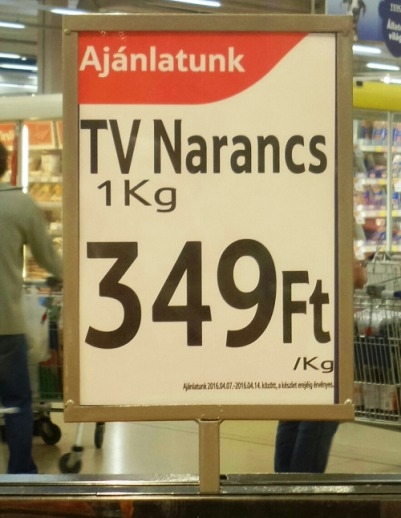 Ajánlatunk
TV Narancs
1Kg
349Ft
/Kg
Ajánlatunk 2016.04.07.-2016.04.14. között, a készlet erejéig érvényes.